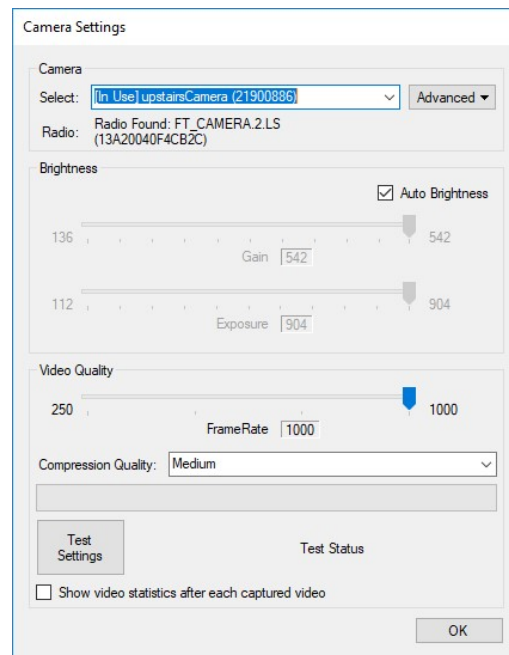 Camera Settings
Camera
Select: [In Use] upstairsCamera (21900886) Advanced
Radio: Radio Found: FT_CAMERA.2.LS
(13A20040F4CB2C)
Brightness
Auto Brightness
136 542
Gain 542
112 904
Exposure 904
Video Quality
250 1000
FrameRate 1000
Compression Quality: Medium
Test
Settings
Test Status
Show video statistics after each captured video
OK